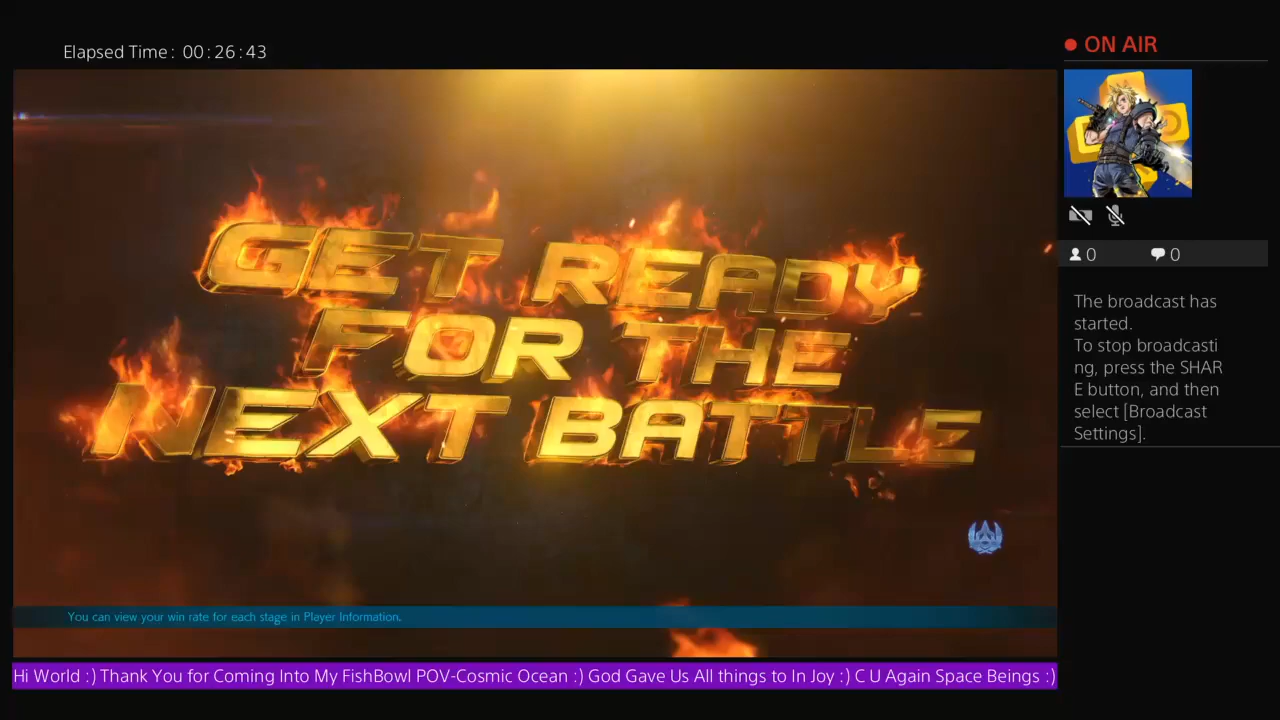 Elapsed Time: 00:26:43
ON AIR
GET READY
FOR THE
NEXT BATTLE
0
0
The broadcast has
started.
To stop broadcasti
ng, press the SHAR
E button, and then
select [Broadcast
Settings].
You can view your win rate for each stage in Player Information.
Hi World :) Thank You for Coming Into My FishBowl POV-Cosmic Ocean :) God Gave Us All things to In Joy :) C U Again Space Beings :)